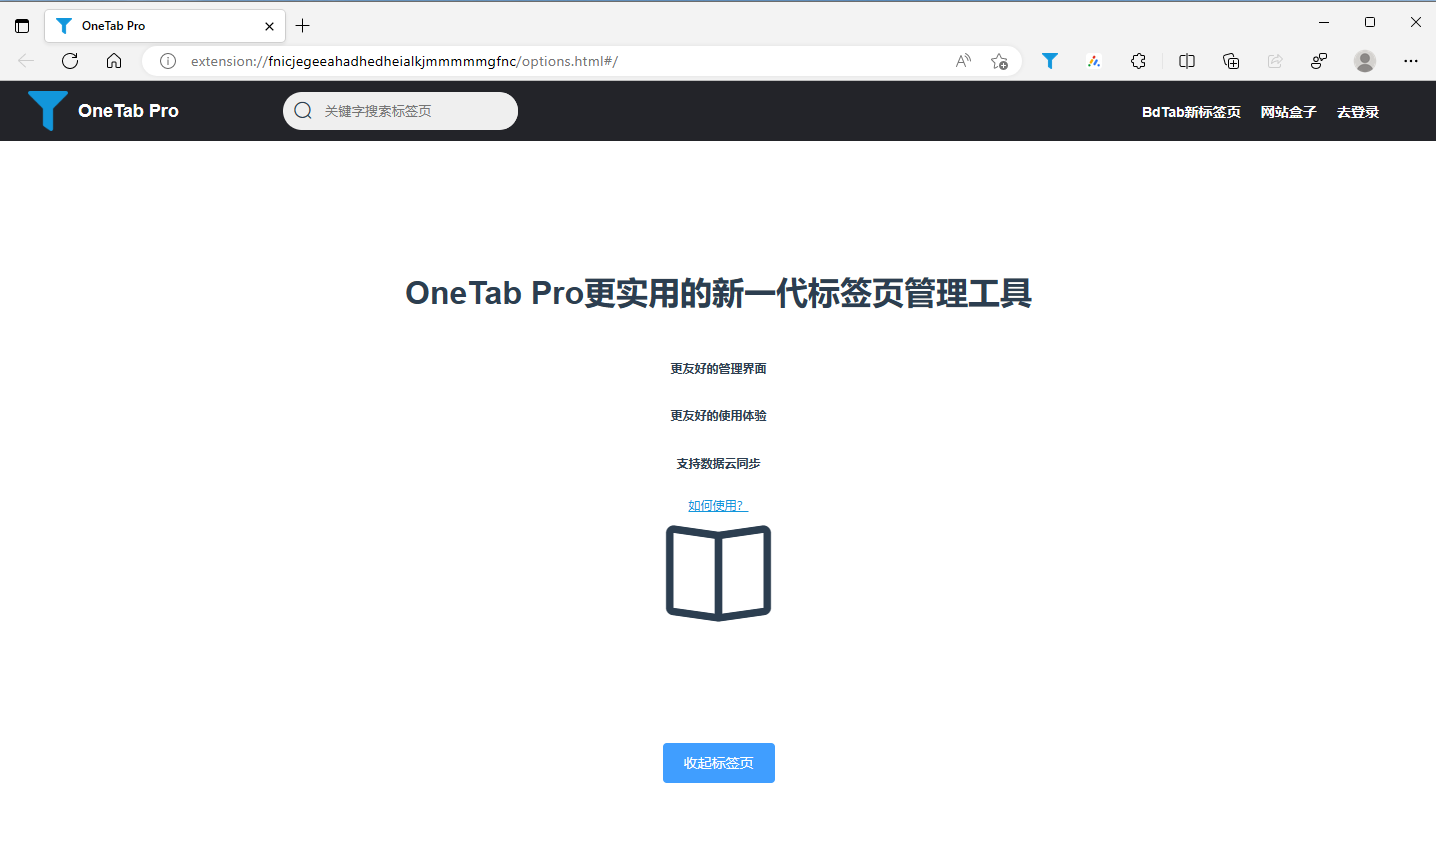 OneTab Pro
extension://fnicjegeeahadhedheialkjmmmmmgfnc/options.html#/
OneTab Pro
关键字搜索标签页
BdTab新标签页 网站盒子 去登录
OneTab Pro更实用的新一代标签页管理工具
更友好的管理界面
更友好的使用体验
支持数据云同步
如何使用?
收起标签页